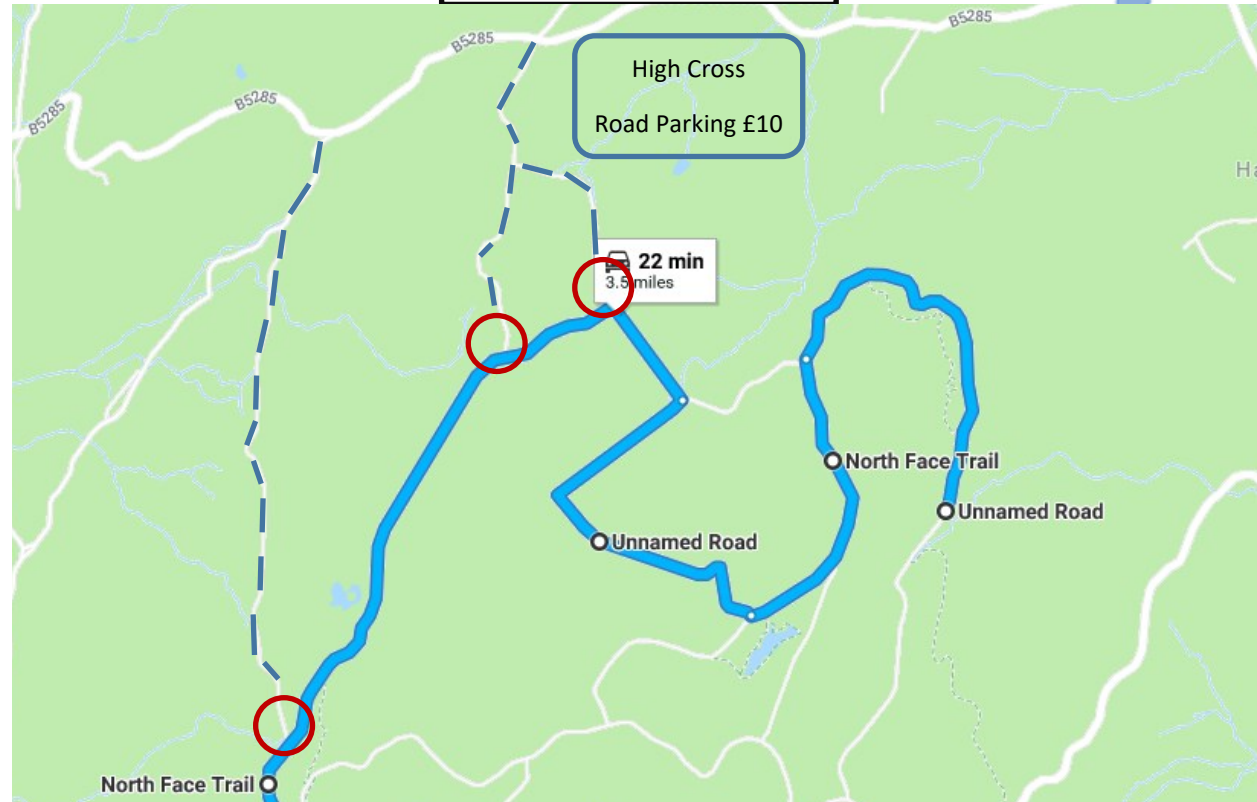 B5285
B5285
High Cross
Road Parking £10
B5285
B5285
Ha
22 min
3.5 miles
North Face Trail
Unnamed Road
Unnamed Road
North Face Trail